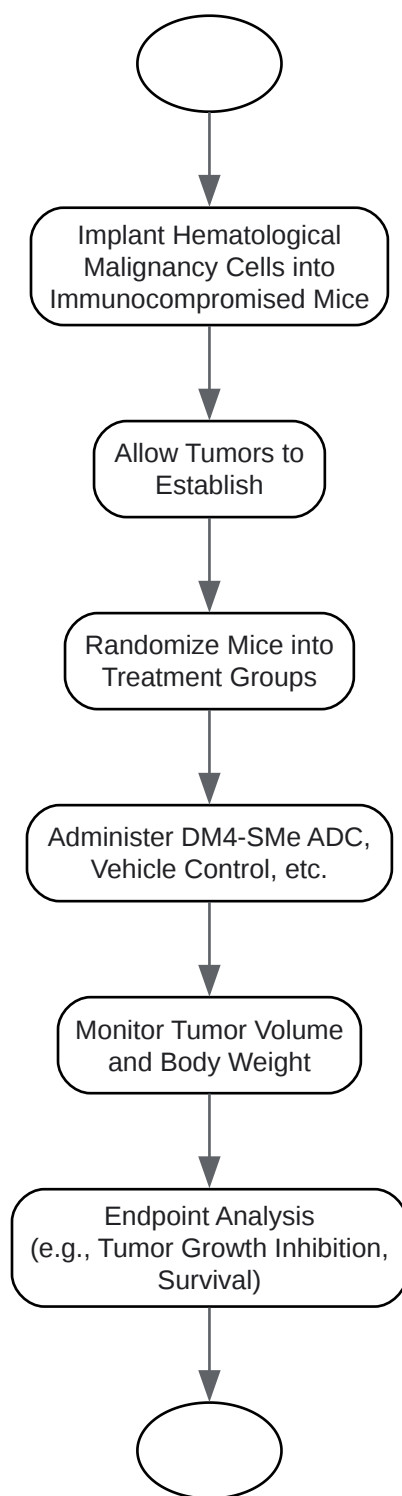 Implant Hematological
Malignancy Cells into
Immunocompromised Mice
Allow Tumors to
Establish
Randomize Mice into
Treatment Groups
Administer DM4-SMe ADC,
Vehicle Control, etc.
Monitor Tumor Volume
and Body Weight
Endpoint Analysis
(e.g., Tumor Growth Inhibition,
Survival)